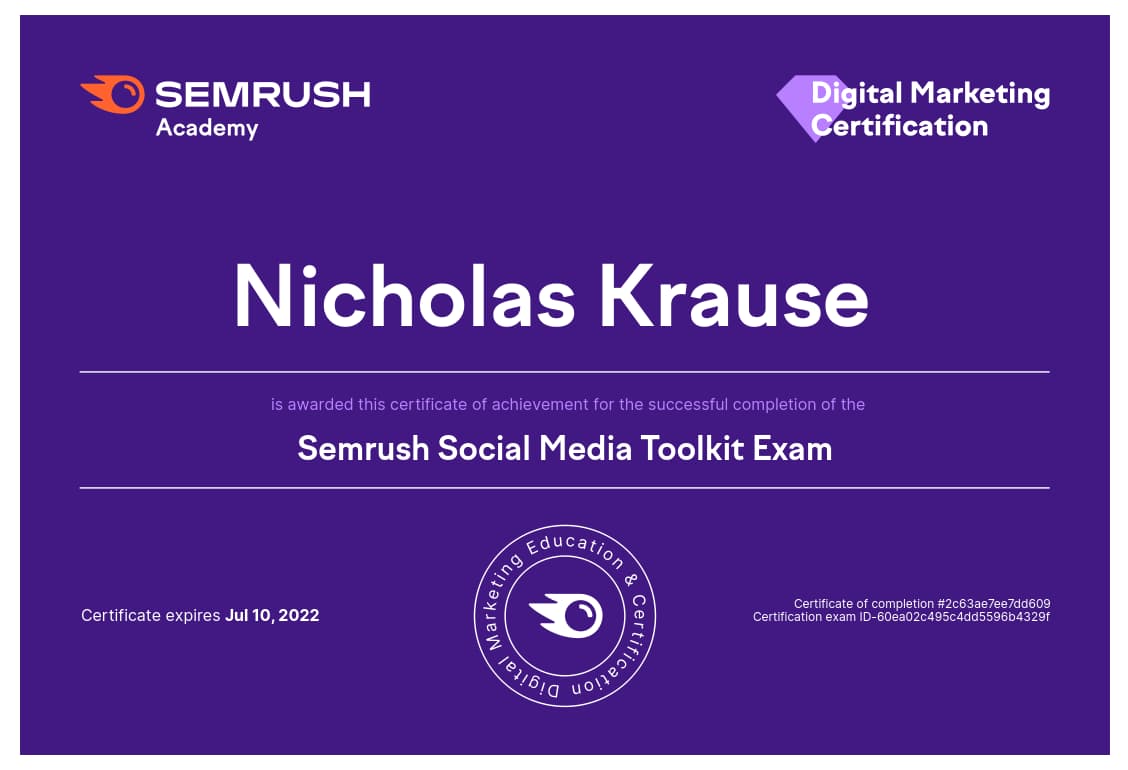 SEMRUSH
Academy
Digital Marketing
Certification
Nicholas Krause
is awarded this certificate of achievement for the successful completion of the
Semrush Social Media Toolkit Exam
Certificate expires Jul 10, 2022
Digital Marketing Education & Certification
Certificate of completion #2c63ae7ee7dd609
Certification exam ID-60ea02c495c4dd5596b4329f